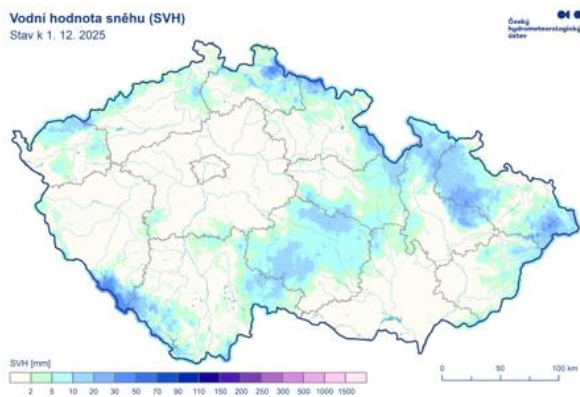 Vodní hodnota sněhu (SVH)
Stav k 1. 12. 2025
Český
hydrometeorologický
ústav
SVH [mm]
2 5 10 20 30 50 70 90 110 150 200 250 300 500 1000 1500
0 50 100 km